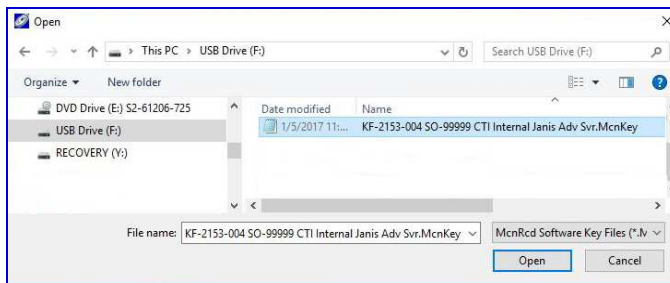 Open
This PC > USB Drive (F:)
Search USB Drive (F:)
Organize New folder
DVD Drive (E:) S2-61206-725
USB Drive (F:)
RECOVERY (Y:)
Date modified Name
1/5/2017 11:... KF-2153-004 SO-99999 CTI Internal Janis Adv Svr.McnKey
File name: KF-2153-004 SO-99999 CTI Internal Janis Adv Svr.McnKey
McnRcd Software Key Files (*.N
Open Cancel